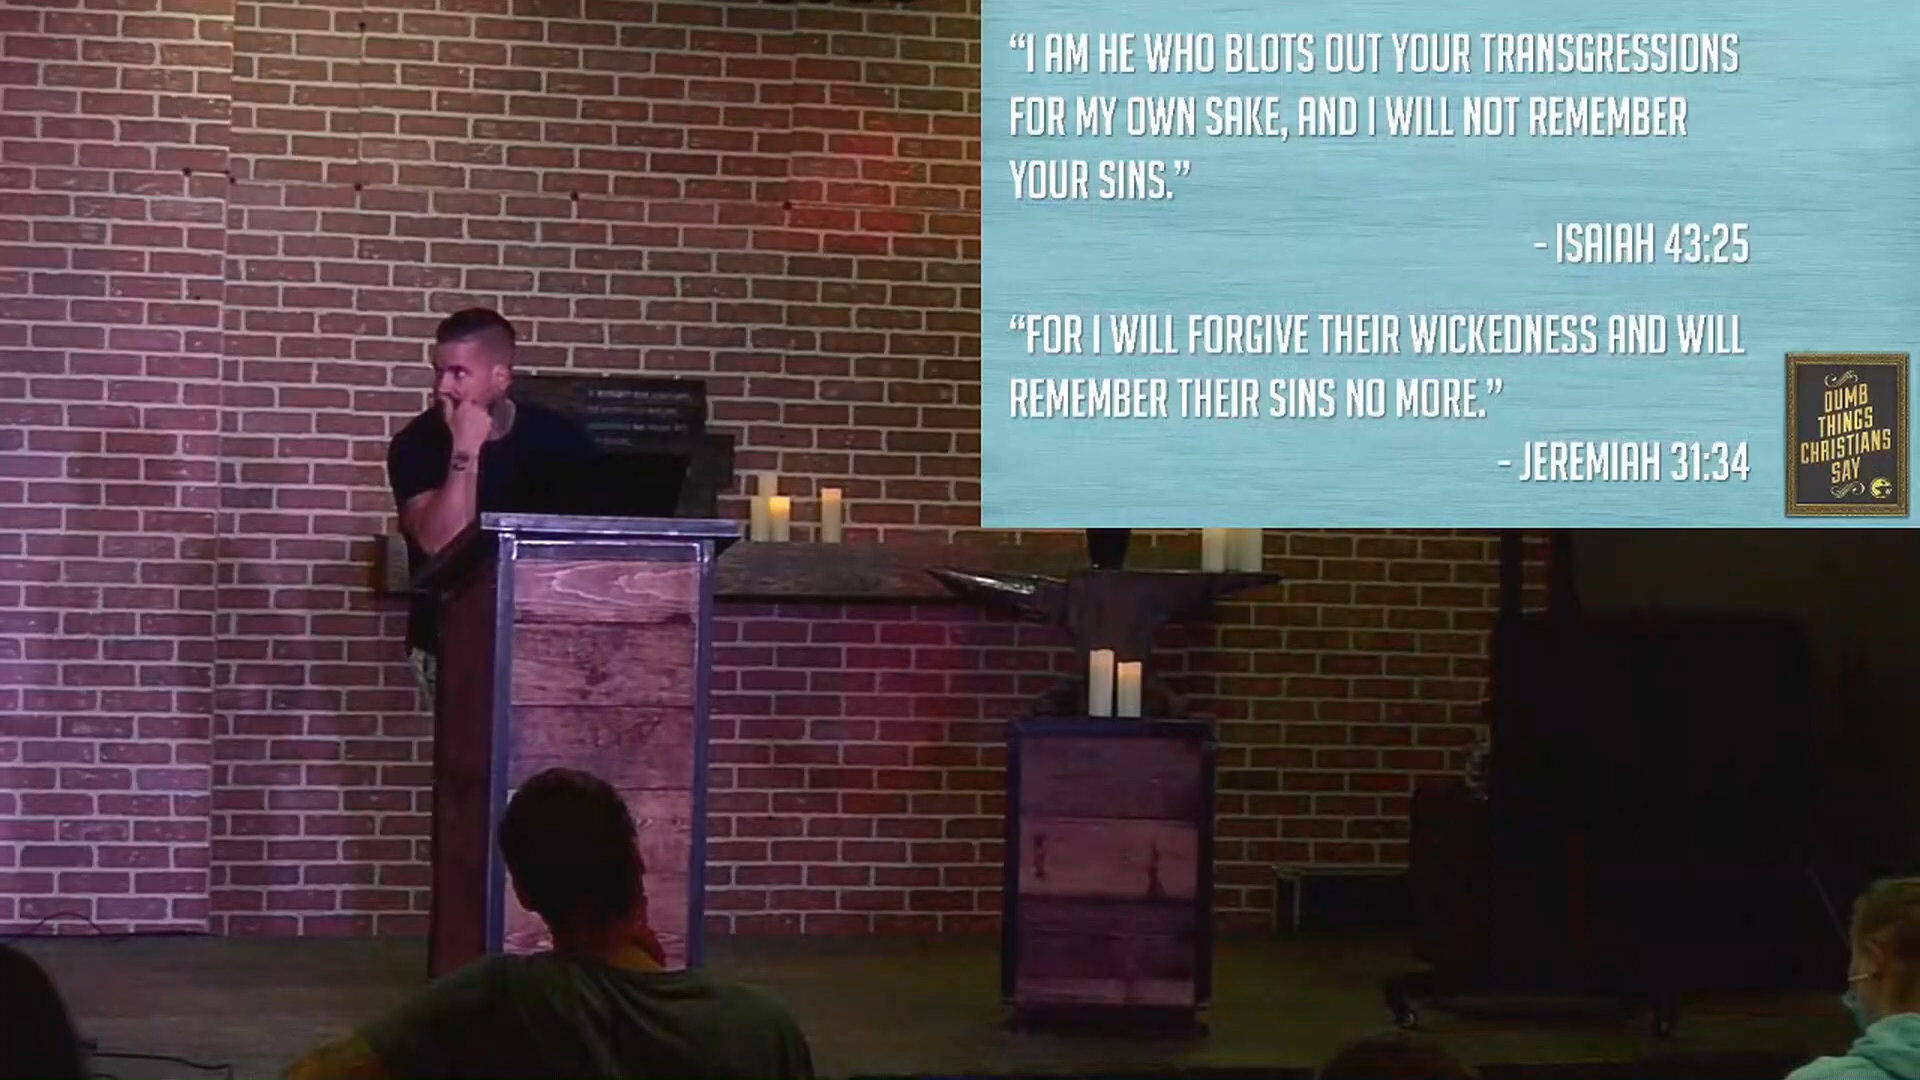 “I AM HE WHO BLOTS OUT YOUR TRANSGRESSIONS
FOR MY OWN SAKE, AND I WILL NOT REMEMBER
YOUR SINS.”
- ISAIAH 43:25
“FOR I WILL FORGIVE THEIR WICKEDNESS AND WILL
REMEMBER THEIR SINS NO MORE.”
- JEREMIAH 31:34
DUMB
THINGS
CHRISTIANS
SAY